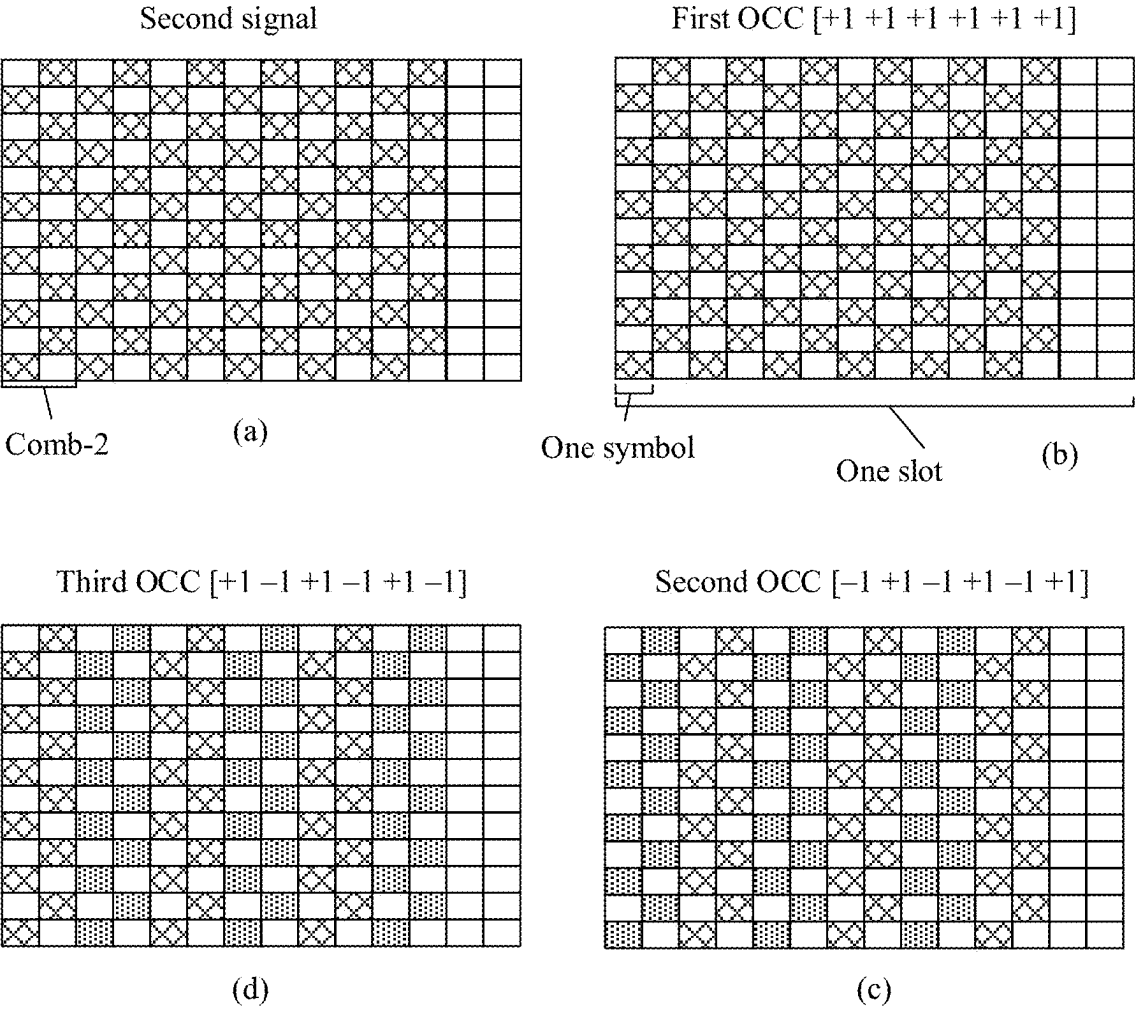 Second signal
First OCC [+1 +1 +1 +1 +1 +1]
Comb-2
(a)
One symbol
One slot
(b)
Third OCC [+1 –1 +1 –1 +1 –1]
Second OCC [–1 +1 –1 +1 –1 +1]
(d)
(c)